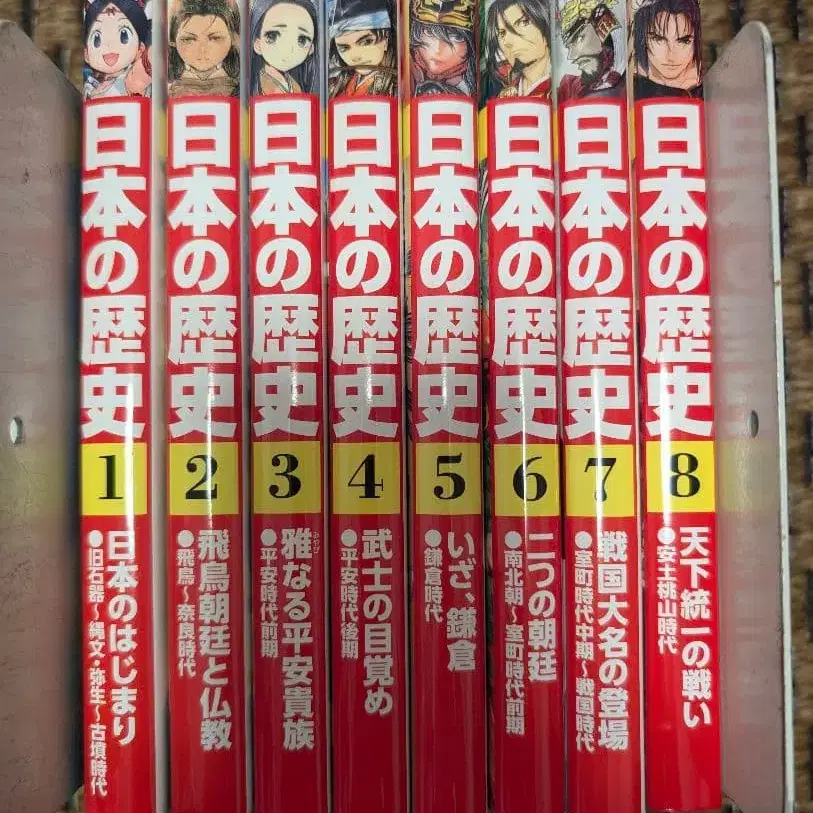 日本の歴史
1
日本のはじまり
●旧石器～縄文・弥生～古墳時代
日本の歴史
2
飛鳥朝廷と仏教
●飛鳥～奈良時代
日本の歴史
3
雅なる平安貴族
みやび
●平安時代前期
日本の歴史
4
武士の目覚め
●平安時代後期
日本の歴史
5
いざ、鎌倉
●鎌倉時代
日本の歴史
6
二つの朝廷
●南北朝～室町時代前期
日本の歴史
7
戦国大名の登場
●室町時代中期～戦国時代
日本の歴史
8
天下統一の戦い
●安土桃山時代